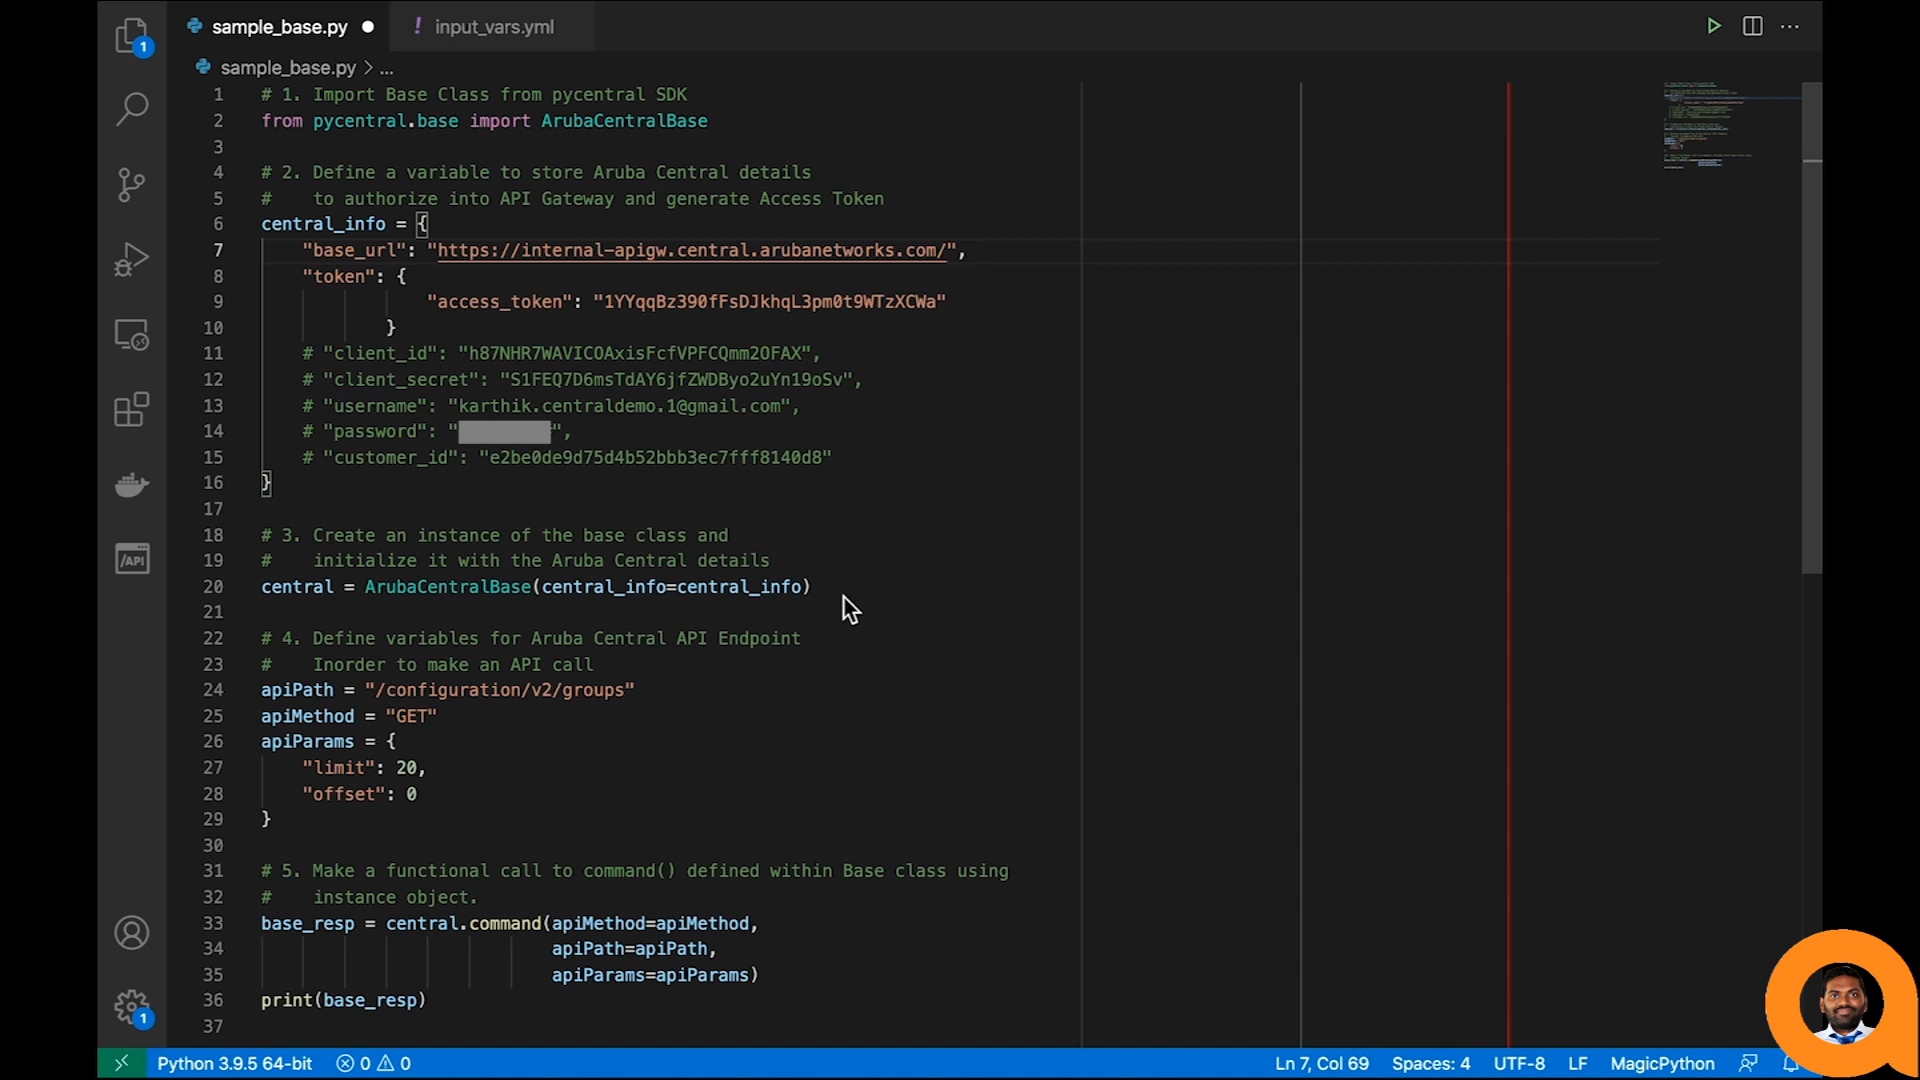 sample_base.py
input_vars.yml
sample_base.py > ...
1 # 1. Import Base Class from pycentral SDK
2 from pycentral.base import ArubaCentralBase
3
4 # 2. Define a variable to store Aruba Central details
5 #    to authorize into API Gateway and generate Access Token
6 central_info = {
7     "base_url": "https://internal-apigw.central.arubanetworks.com/",
8     "token": {
9                 "access_token": "1YYqqBz390fFsDJkhqL3pm0t9WTzXCWa"
10             }
11     # "client_id": "h87NHR7WAVICOAxisFcfVPFCQmm2OFAX",
12     # "client_secret": "S1FEQ7D6msTdAY6jfZWDByo2uYn19oSv",
13     # "username": "karthik.centraldemo.1@gmail.com",
14     # "password": "",
15     # "customer_id": "e2be0de9d75d4b52bbb3ec7fff8140d8"
16 }
17
18 # 3. Create an instance of the base class and
19 #    initialize it with the Aruba Central details
20 central = ArubaCentralBase(central_info=central_info)
21
22 # 4. Define variables for Aruba Central API Endpoint
23 #    Inorder to make an API call
24 apiPath = "/configuration/v2/groups"
25 apiMethod = "GET"
26 apiParams = {
27     "limit": 20,
28     "offset": 0
29 }
30
31 # 5. Make a functional call to command() defined within Base class using
32 #    instance object.
33 base_resp = central.command(apiMethod=apiMethod,
34                             apiPath=apiPath,
35                             apiParams=apiParams)
36 print(base_resp)
37
1
/API
1
Python 3.9.5 64-bit 0 0 Ln 7, Col 69 Spaces: 4 UTF-8 LF MagicPython